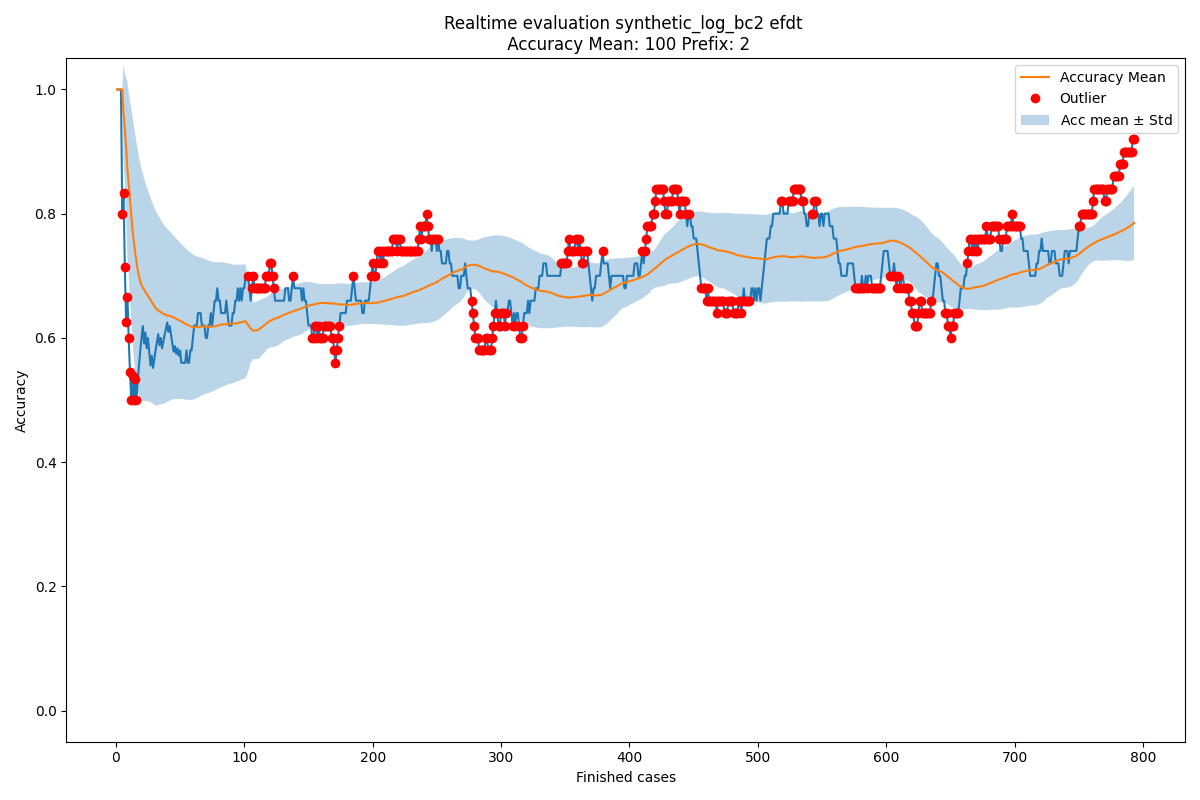 Realtime evaluation synthetic_log_bc2 efdt
Accuracy Mean: 100 Prefix: 2
Accuracy Mean
Outlier
Acc mean ± Std
1.0
0.8
0.6
0.4
0.2
0.0
Accuracy
0 100 200 300 400 500 600 700 800
Finished cases